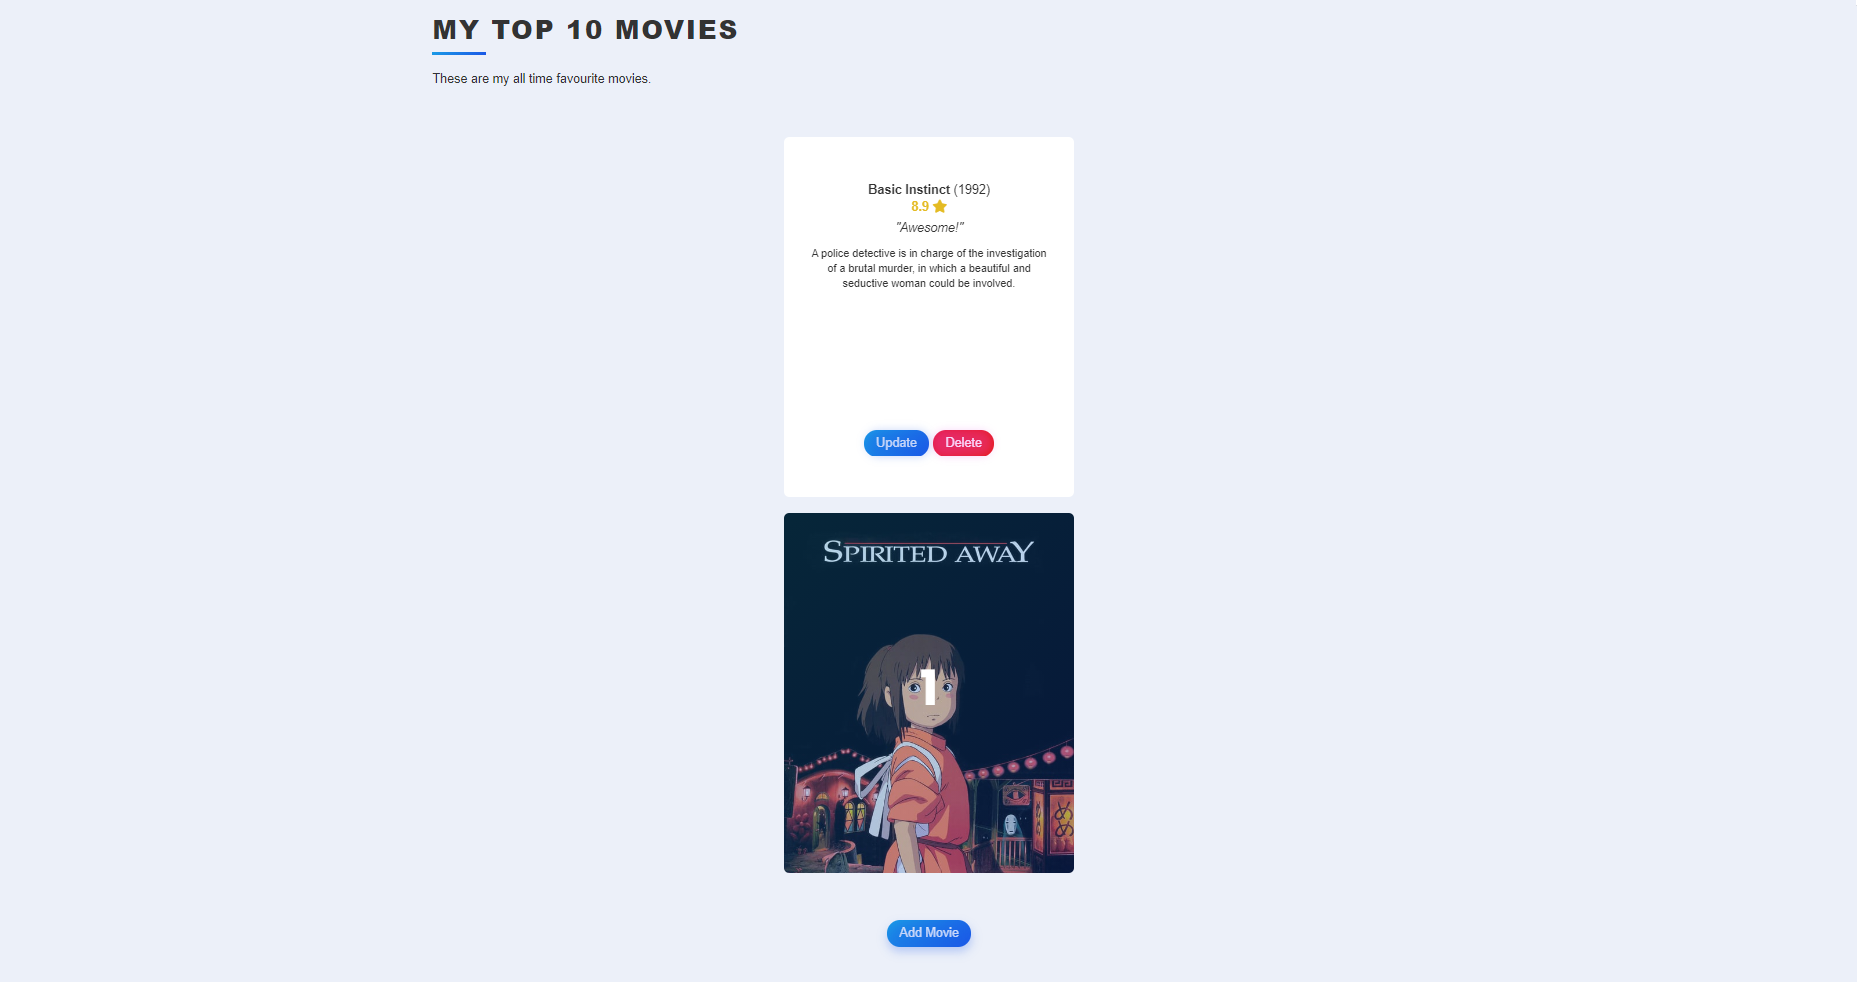 MY TOP 10 MOVIES
These are my all time favourite movies.
Basic Instinct (1992)
8.9
"Awesome!"
A police detective is in charge of the investigation
of a brutal murder, in which a beautiful and
seductive woman could be involved.
Update Delete
SPIRITED AWAY
1
め
め
Add Movie